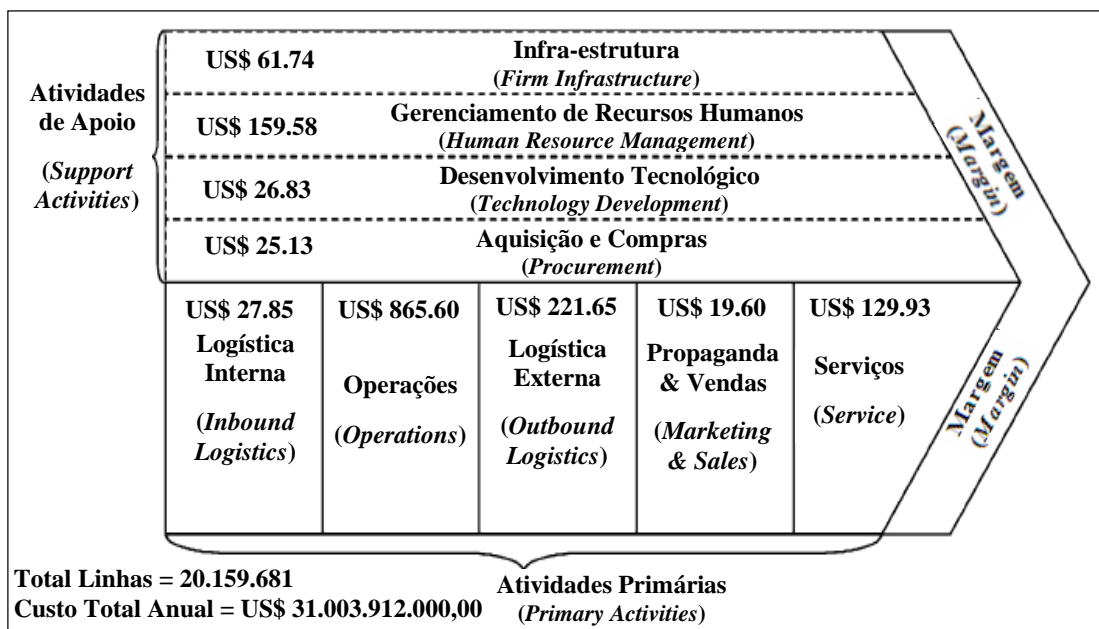 US$ 61.74
Infra-estrutura
(Firm Infrastructure)
Atividades
de Apoio
(Support
Activities)
US$ 159.58
Gerenciamento de Recursos Humanos
(Human Resource Management)
US$ 26.83
Desenvolvimento Tecnológico
(Technology Development)
US$ 25.13
Aquisição e Compras
(Procurement)
Margem
(Margin)
US$ 27.85
Logística
Interna
(Inbound
Logistics)
US$ 865.60
Operações
(Operations)
US$ 221.65
Logística
Externa
(Outbound
Logistics)
US$ 19.60
Propaganda
& Vendas
(Marketing
& Sales)
US$ 129.93
Serviços
(Service)
Margem
(Margin)
Total Linhas = 20.159.681
Custo Total Anual = US$ 31.003.912.000,00
Atividades Primárias
(Primary Activities)